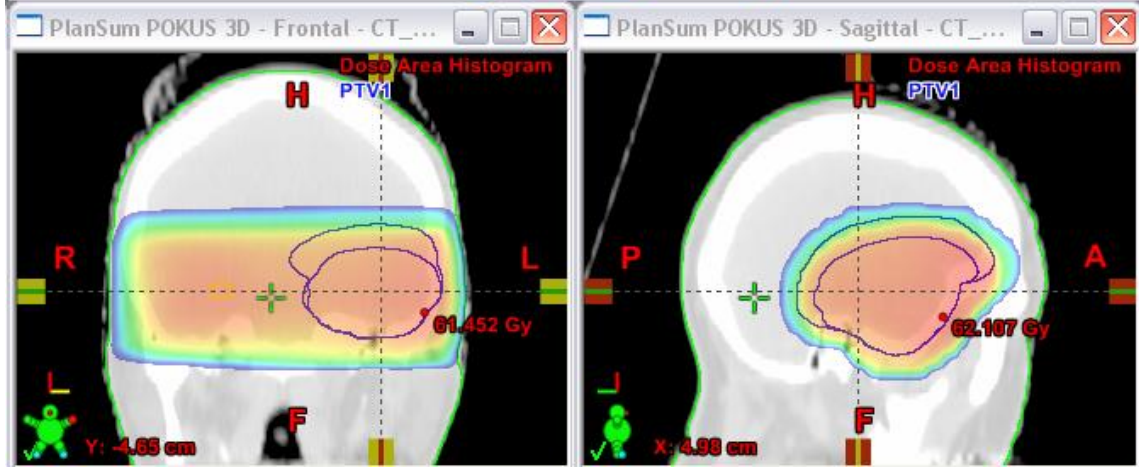 PlanSum POKUS 3D - Frontal - CT_...
Dose Area Histogram
PTV1
H
R
L
61.452 Gy
L
F
Y: -4.65 cm
PlanSum POKUS 3D - Sagittal - CT_...
Dose Area Histogram
PTV1
H
P
A
62.107 Gy
F
X: 4.98 cm